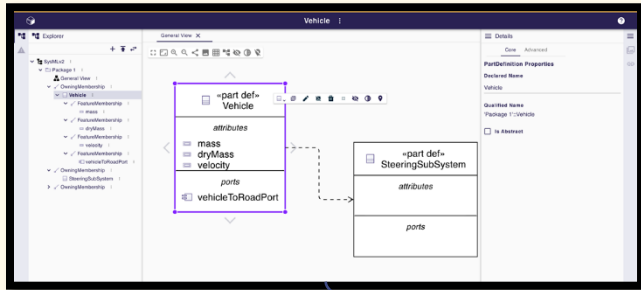 Vehicle
Explorer
SysMLv2
Package 1
General View
OwningMembership
Vehicle
FeatureMembership
mass
FeatureMembership
dryMass
FeatureMembership
velocity
FeatureMembership
vehicleToRoadPort
OwningMembership
SteeringSubSystem
OwningMembership
General View X
«part def»
Vehicle
attributes
mass
dryMass
velocity
ports
vehicleToRoadPort
«part def»
SteeringSubSystem
attributes
ports
Details
Core Advanced
PartDefinition Properties
Declared Name
Vehicle
Qualified Name
'Package 1'::Vehicle
Is Abstract